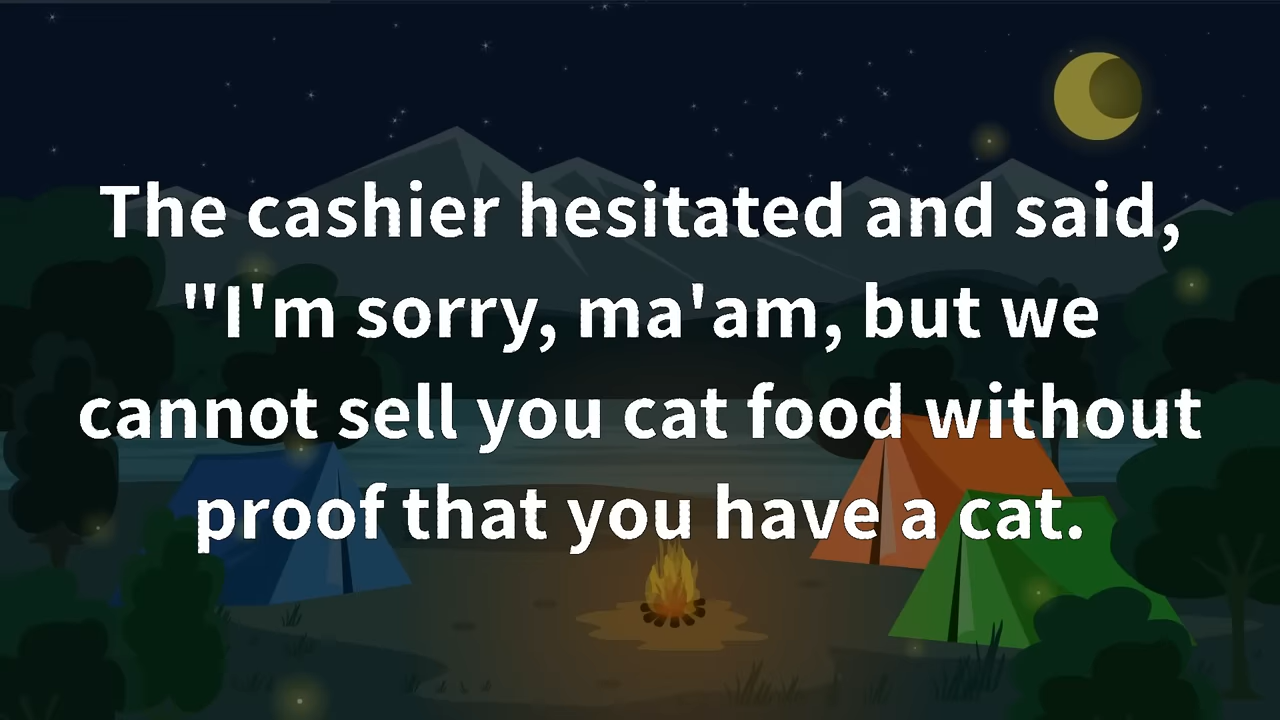 The cashier hesitated and said,
"I'm sorry, ma'am, but we
cannot sell you cat food without
proof that you have a cat.